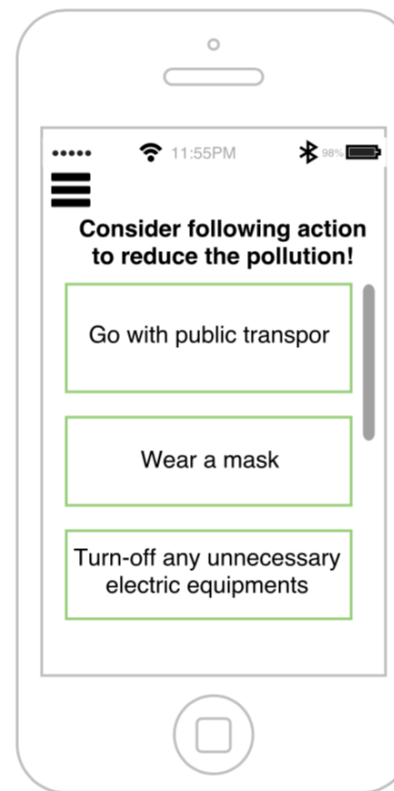 11:55PM 98%
Consider following action
to reduce the pollution!
Go with public transpor
Wear a mask
Turn-off any unnecessary
electric equipments